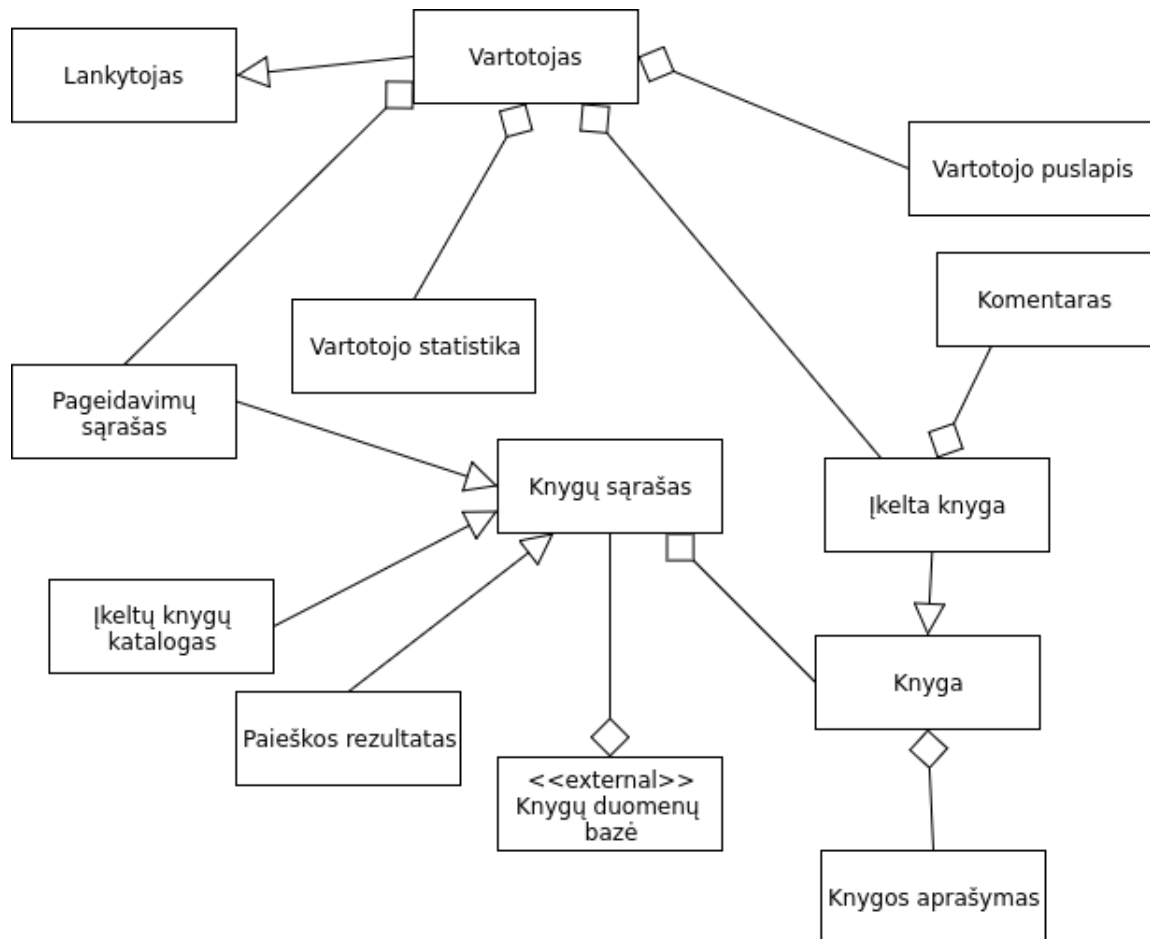 Vartotojas
Lankytojas
Vartotojo puslapis
Komentaras
Vartotojo statistika
Pageidavimų
sąrašas
Knygų sąrašas
Įkelta knyga
Įkeltų knygų
katalogas
Knyga
Paieškos rezultatas
<<external>>
Knygų duomenų
bazė
Knygos aprašymas